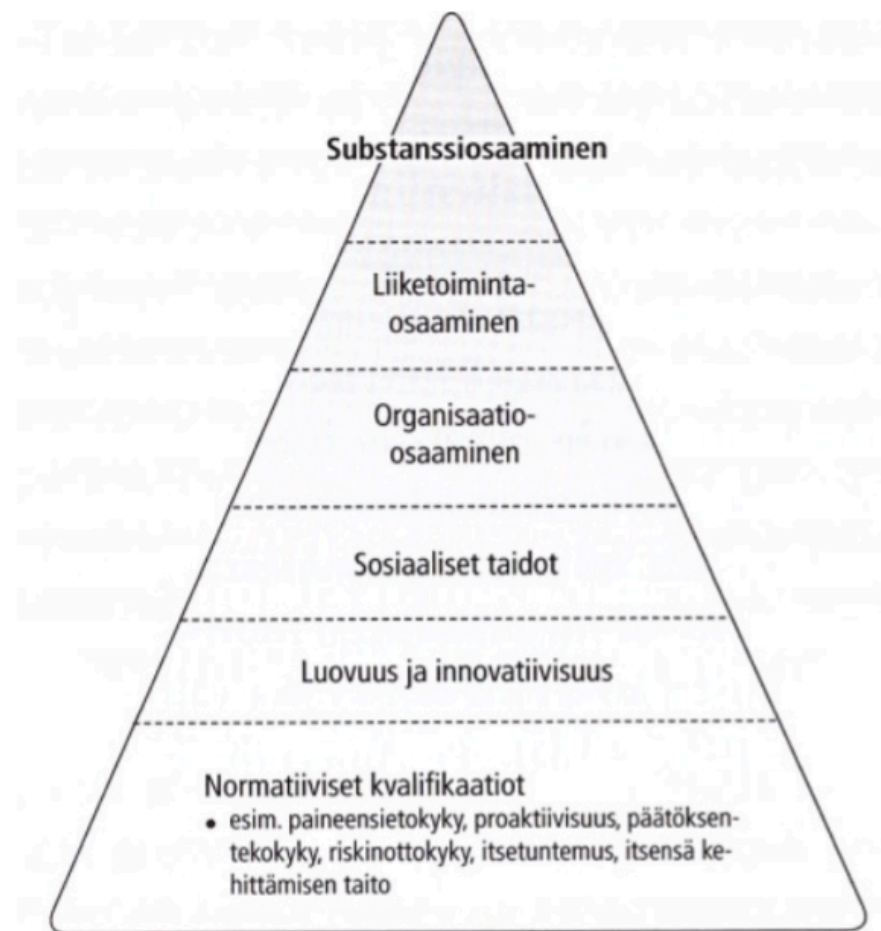 Substanssiosaaminen
Liiketoiminta-
osaaminen
Organisaatio-
osaaminen
Sosiaaliset taidot
Luovuus ja innovatiivisuus
Normatiiviset kvalifikaatiot
• esim. paineensietokyky, proaktiivisuus, päätöksen-
tekokyky, riskinottokyky, itsetuntemus, itsensä ke-
hittämisen taito